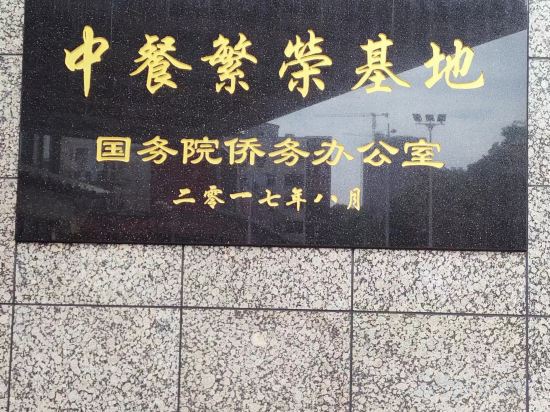 中餐繁荣基地
国务院侨务办公室
二零一七年八月